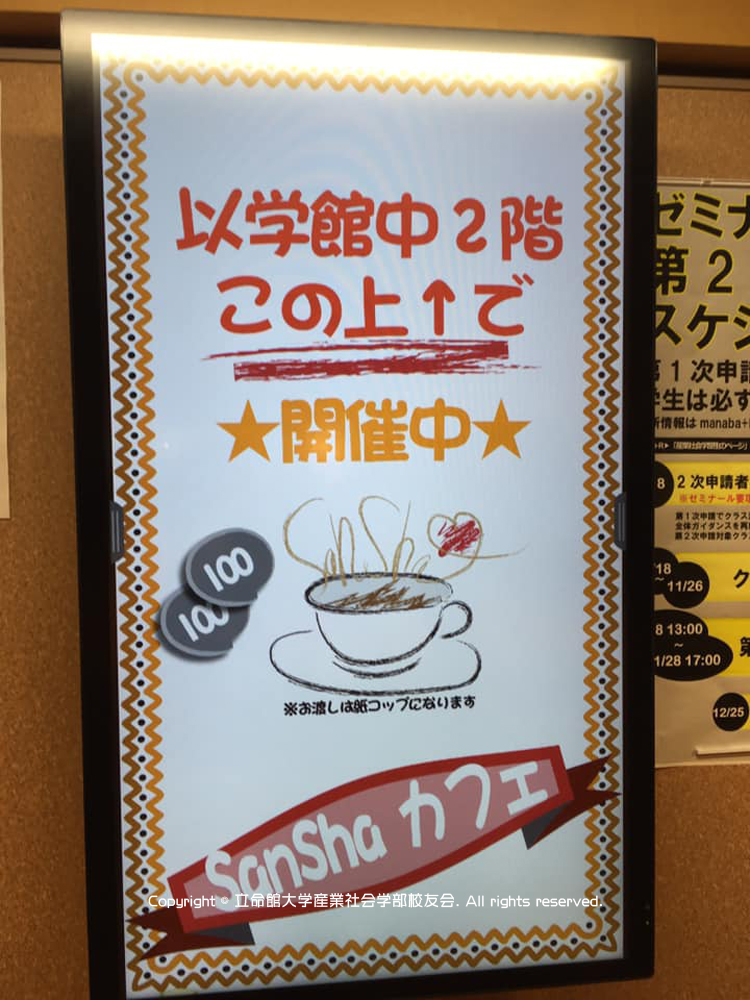 以学館中2階
この上↑で
★開催中★
SanSha
100
100
※お渡しは紙コップになります
SanSha カフェ
Copyright © 立命館大学産業社会学部校友会. All rights reserved.
ゼミナ
第 2
スケジ
第1次申請
学生は必ず
情報は manaba+
8
2次申請者
※ゼミナール要項
第1次申請でクラス
全体ガイダンスを再
第2次申請対象クラ
18
~
11/26
ク
8 13:00
~
1/28 17:00
第
12/25